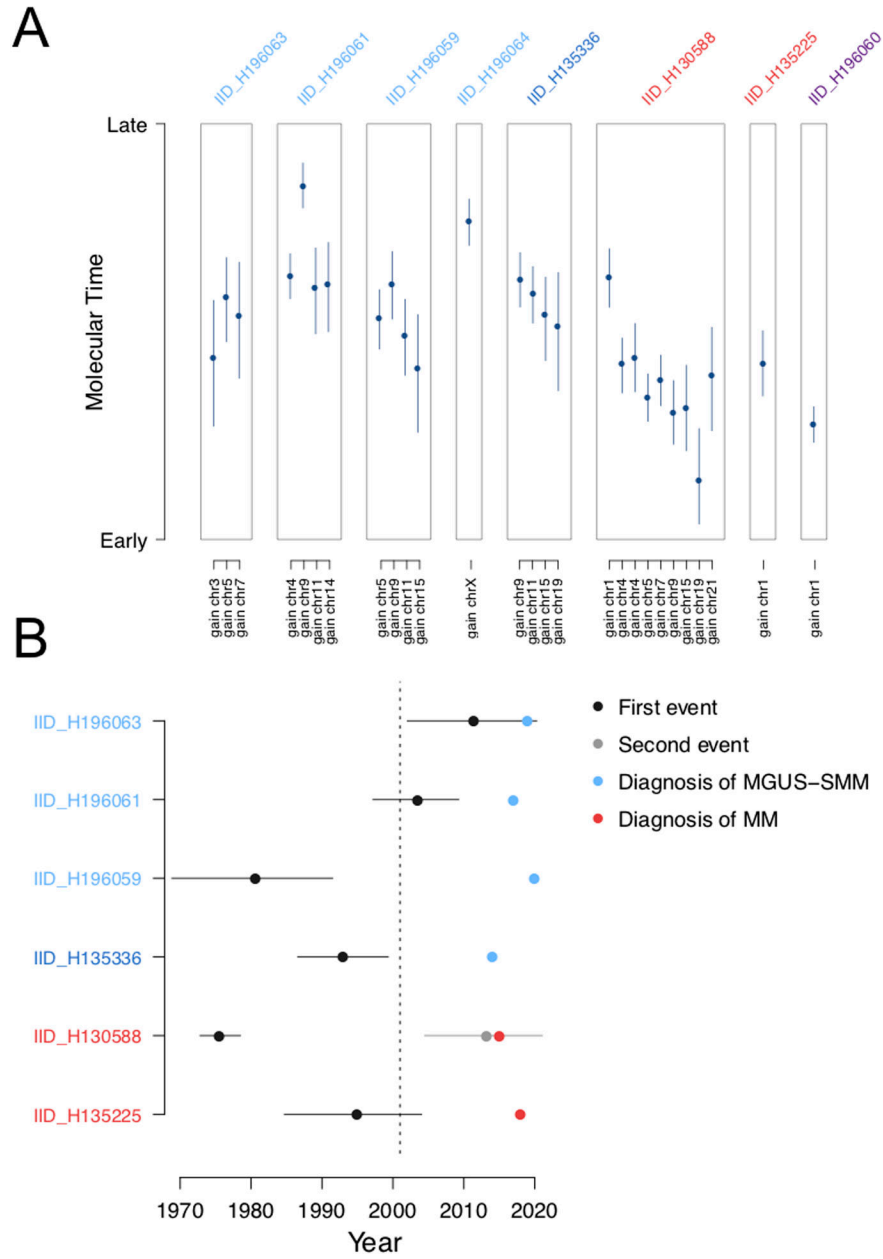 A
IID_H196063
IID_H196061
IID_H196059
IID_H196064
IID_H135336
IID_H130588
IID_H135225
IID_H196060
Late
Molecular Time
Early
gain chr3
gain chr5
gain chr7
gain chr4
gain chr9
gain chr11
gain chr14
gain chr5
gain chr9
gain chr11
gain chr15
gain chrX
gain chr9
gain chr11
gain chr15
gain chr19
gain chr1
gain chr4
gain chr4
gain chr5
gain chr7
gain chr9
gain chr15
gain chr19
gain chr21
gain chr1
gain chr1
B
IID_H196063
IID_H196061
IID_H196059
IID_H135336
IID_H130588
IID_H135225
First event
Second event
Diagnosis of MGUS−SMM
Diagnosis of MM
1970 1980 1990 2000 2010 2020
Year